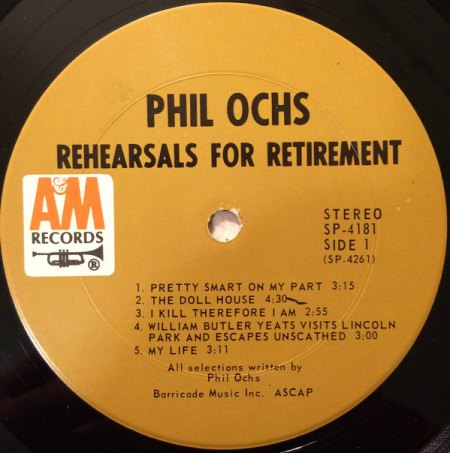 PHIL OCHS
REHEARSALS FOR RETIREMENT
A&M
RECORDS
®
STEREO
SP-4181
SIDE 1
(SP-4261)
1. PRETTY SMART ON MY PART 3:15
2. THE DOLL HOUSE 4:30
3. I KILL THEREFORE I AM 2:55
4. WILLIAM BUTLER YEATS VISITS LINCOLN
PARK AND ESCAPES UNSCATHED 3:00
5. MY LIFE 3:11
All selections written by
Phil Ochs
Barricade Music Inc. ASCAP